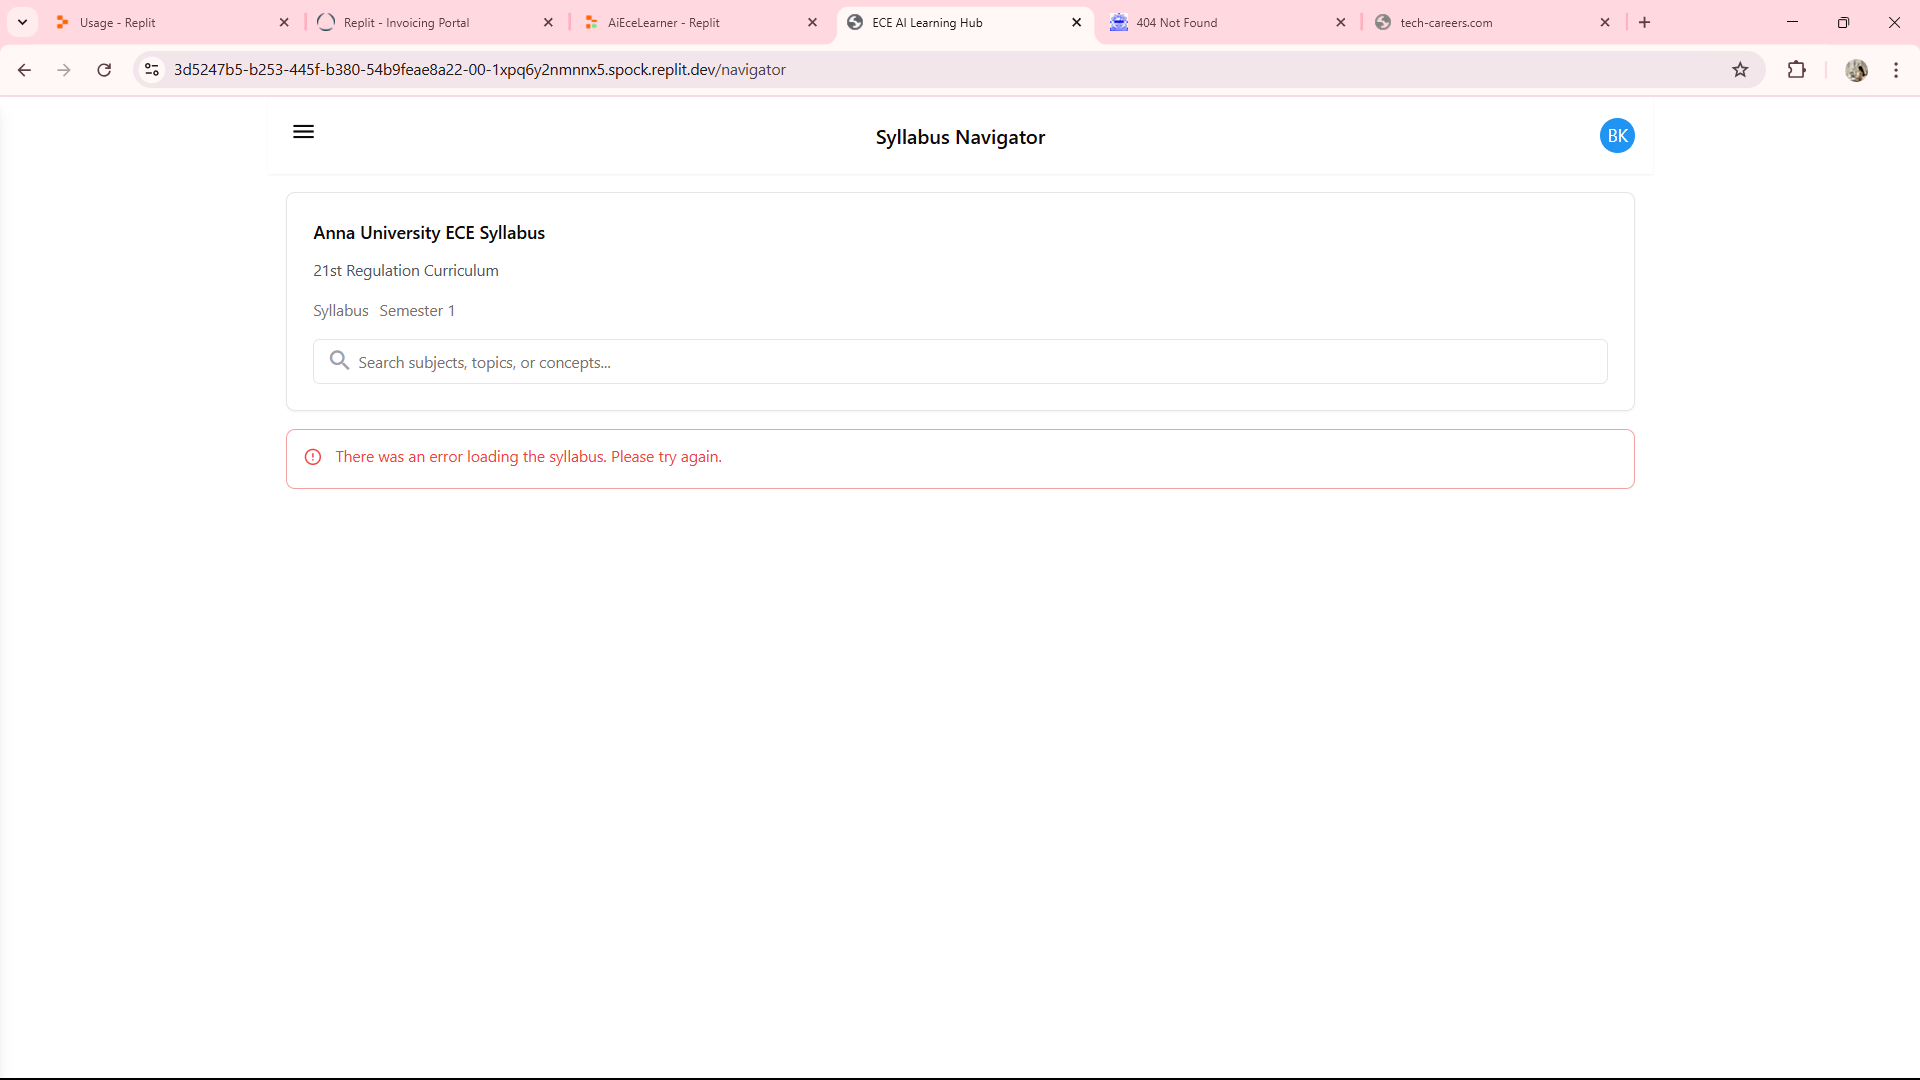 Usage - Replit
Replit - Invoicing Portal
AiEceLearner - Replit
ECE AI Learning Hub
404 Not Found
tech-careers.com
3d5247b5-b253-445f-b380-54b9feae8a22-00-1xpq6y2nmnnx5.spock.replit.dev/navigator
Syllabus Navigator
BK
Anna University ECE Syllabus
21st Regulation Curriculum
Syllabus Semester 1
Search subjects, topics, or concepts...
There was an error loading the syllabus. Please try again.